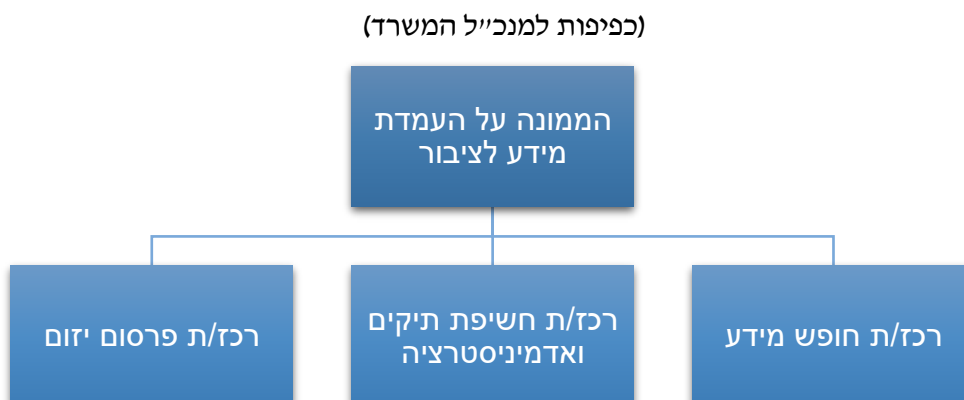 (כפיפות למנכ״ל המשרד)
הממונה על העמדת
מידע לציבור
רכז/ת חופש מידע
רכז/ת חשיפת תיקים
ואדמיניסטרציה
רכז/ת פרסום יזום